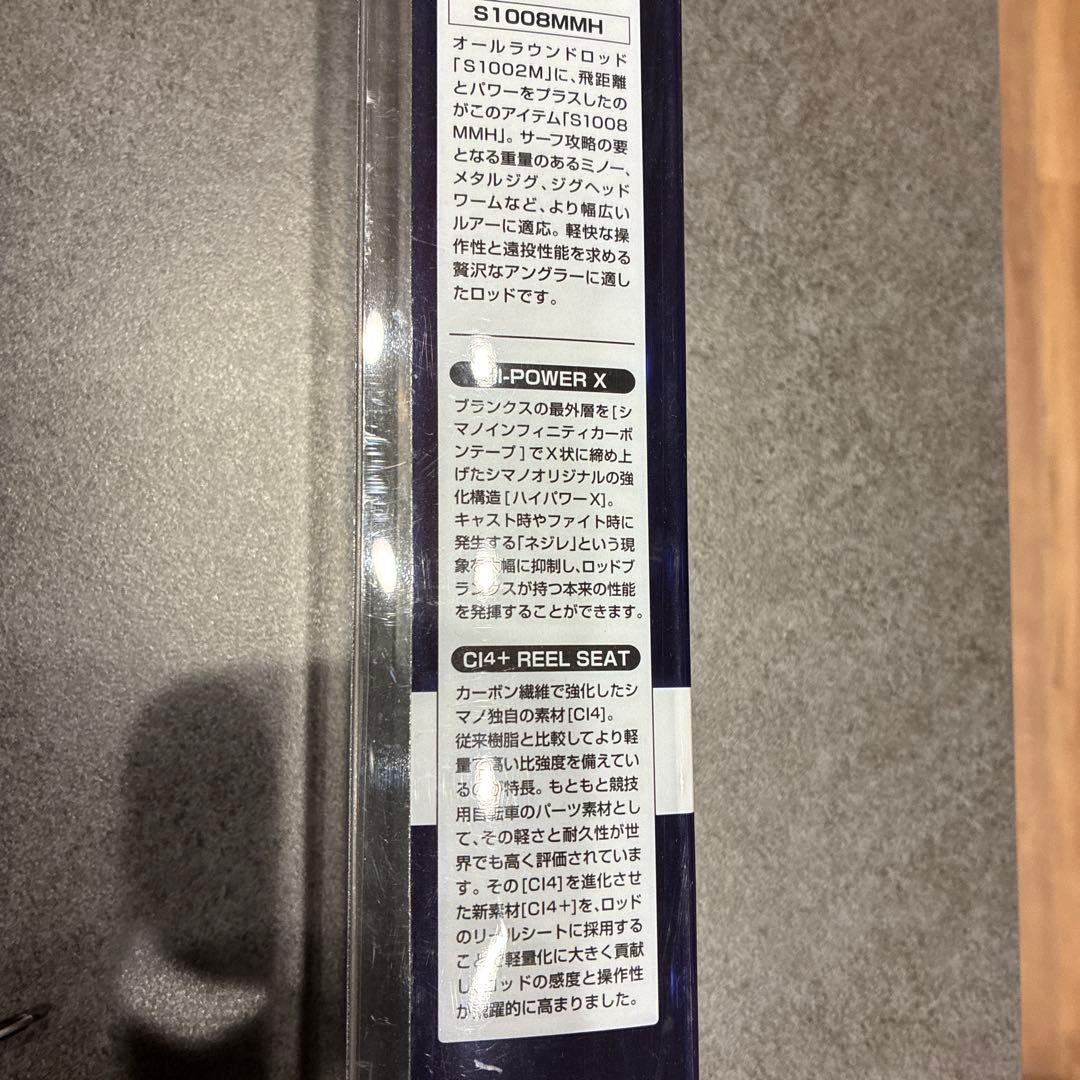 S1008MMH
オールラウンドロッド
「S1002M」に、飛距離
とパワーをプラスしたの
がこのアイテム「S1008
MMH」。サーフ攻略の要
となる重量のあるミノー、
メタルジグ、ジグヘッド
ワームなど、より幅広い
ルアーに適応。軽快な操
作性と遠投性能を求める
贅沢なアングラーに適し
たロッドです。
I-POWER X
ブランクスの最外層を[シ
マノインフィニティカーボ
ンテープ]でX状に締め上
げたシマノオリジナルの強
化構造[ハイパワーX]。
キャスト時やファイト時に
発生する「ネジレ」という現
象を大幅に抑制し、ロッドブ
ランクスが持つ本来の性能
を発揮することができます。
CI4+ REEL SEAT
カーボン繊維で強化したシ
マノ独自の素材[CI4]。
従来樹脂と比較してより軽
量で高い比強度を備えてい
るのが特長。もともと競技
用自転車のパーツ素材とし
て、その軽さと耐久性が世
界でも高く評価されていま
す。その[CI4]を進化させ
た新素材[CI4+]を、ロッド
のリールシートに採用する
ことで軽量化に大きく貢献
し、ロッドの感度と操作性
が飛躍的に高まりました。